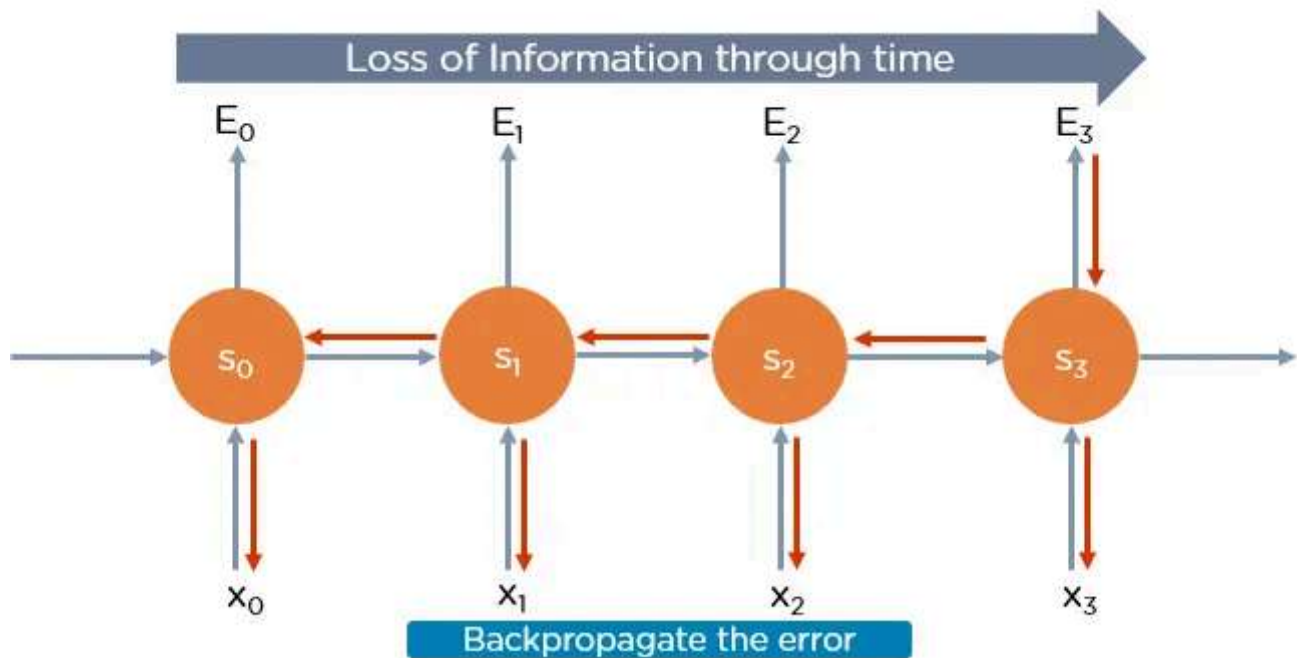 Loss of Information through time
E₀ E₁ E₂ E₃
s₀ s₁ s₂ s₃
x₀ x₁ x₂ x₃
Backpropagate the error